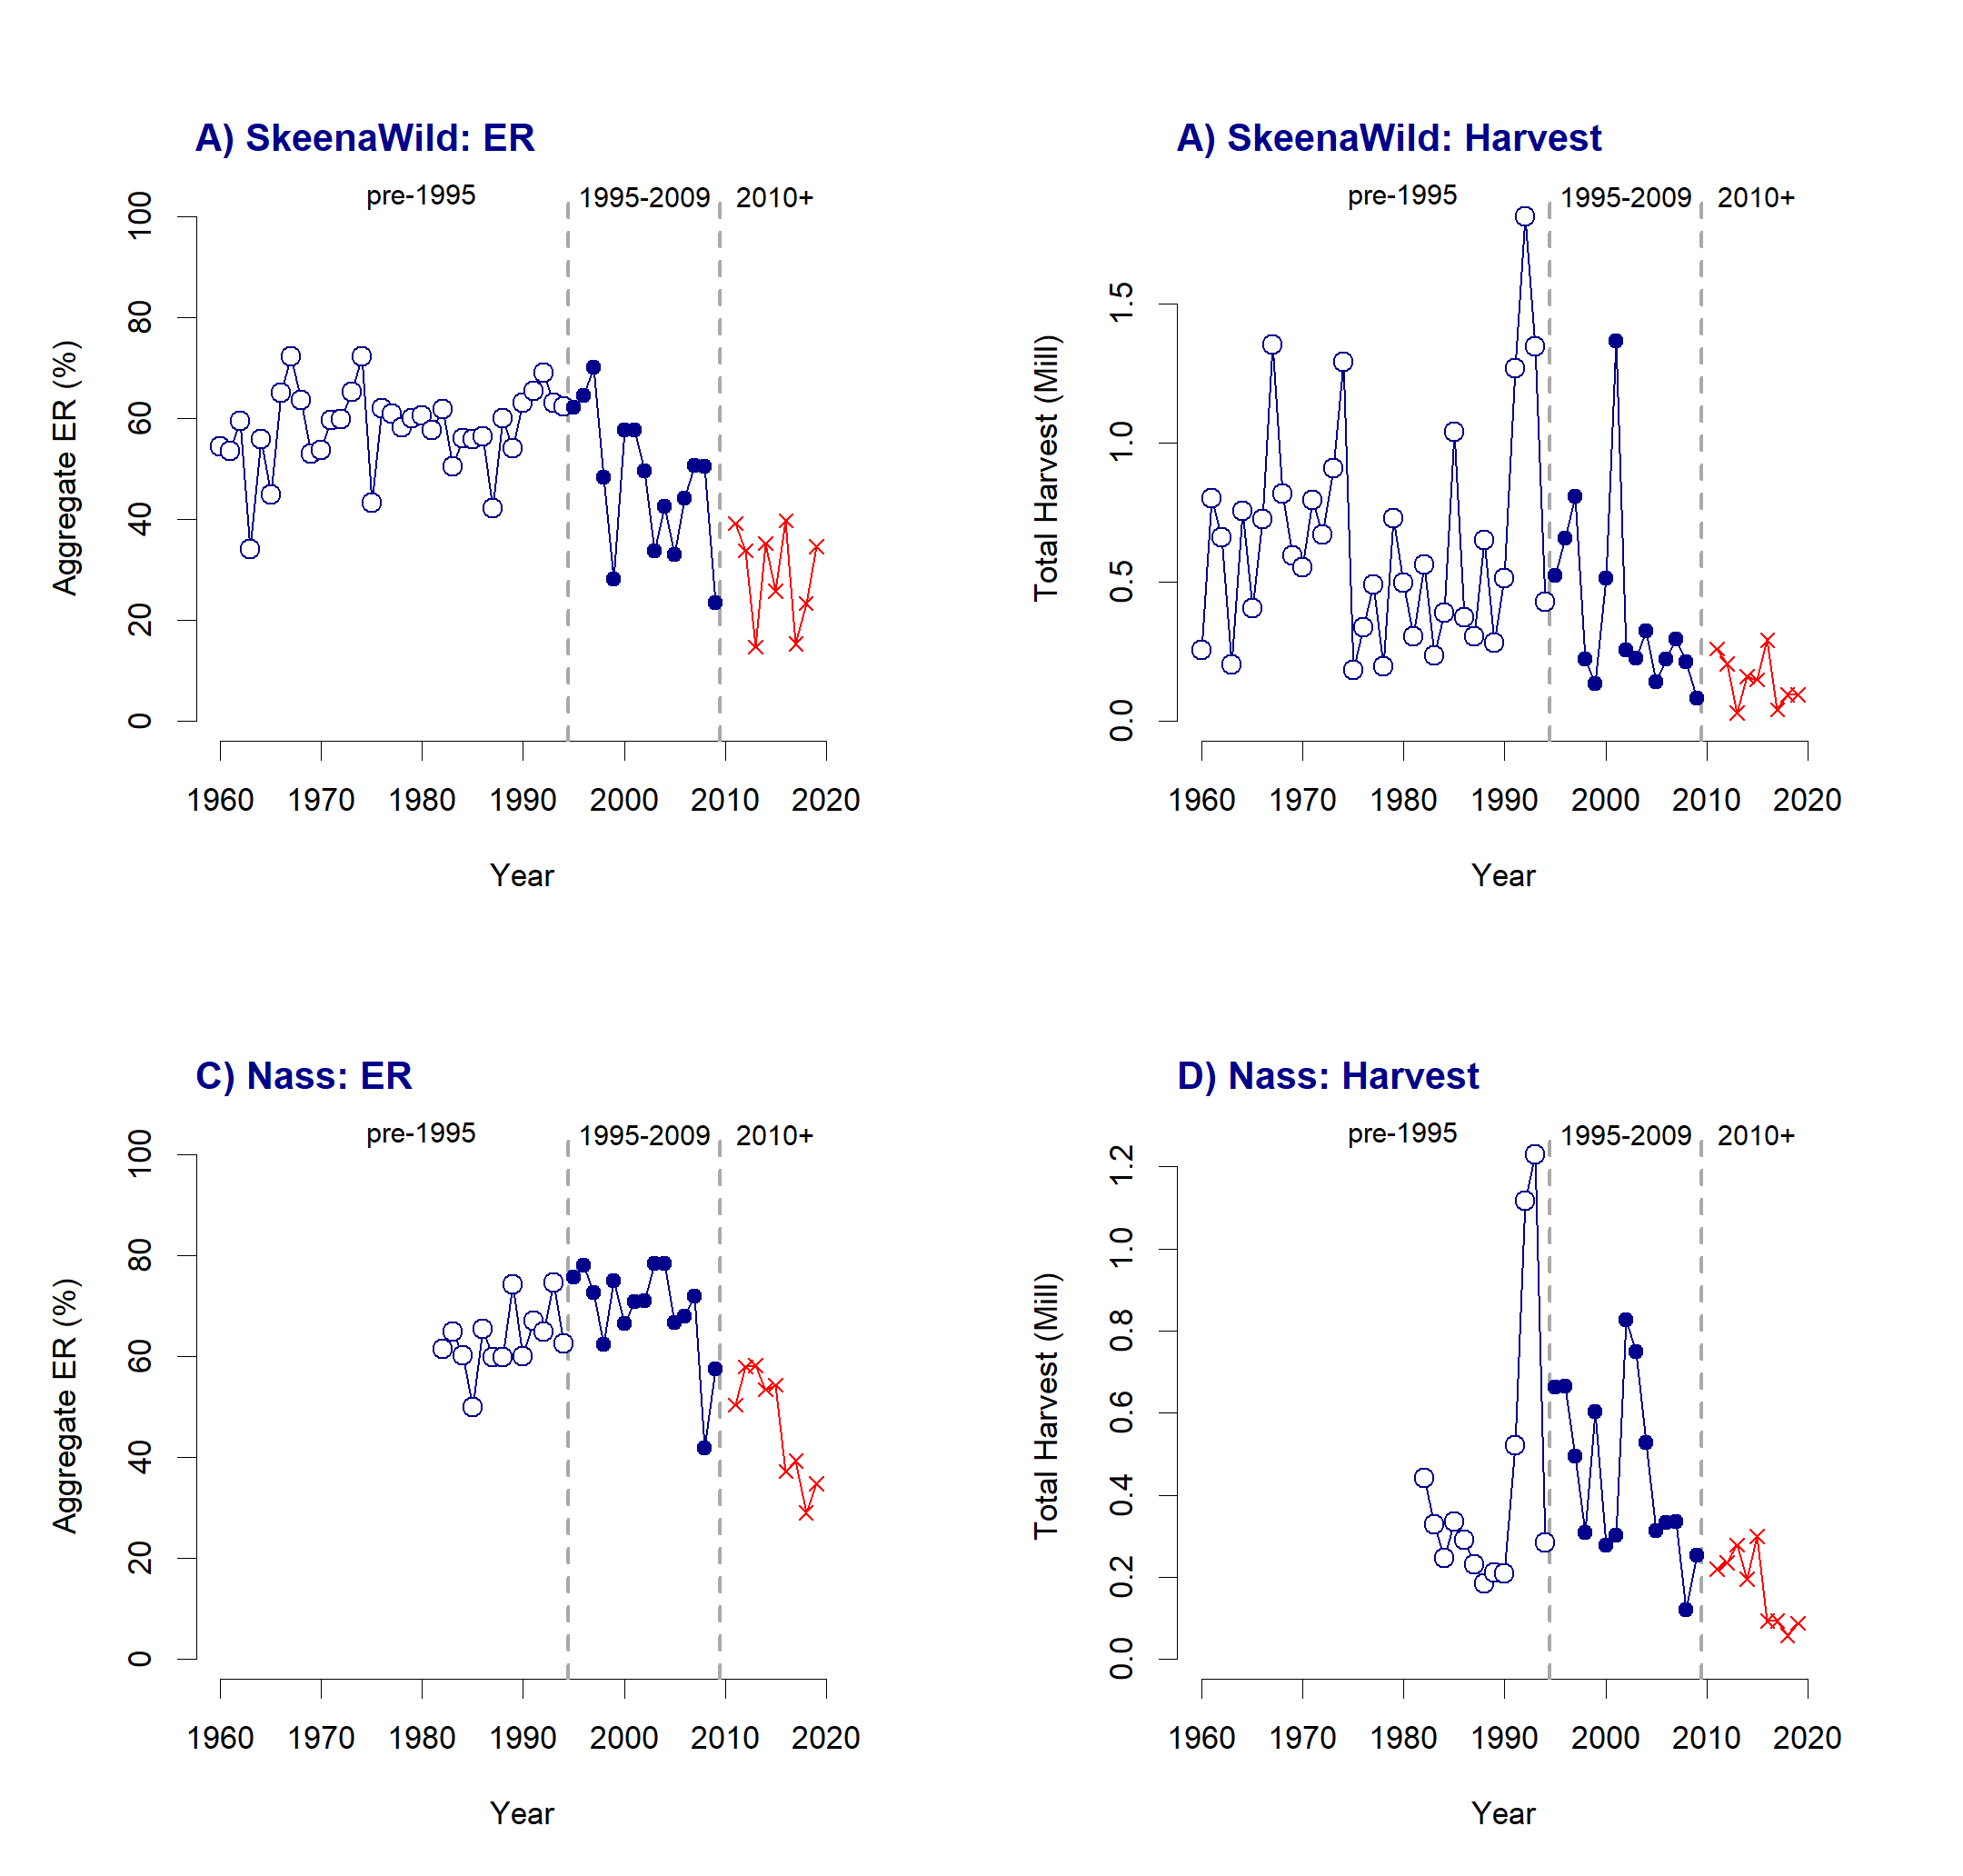 A) SkeenaWild: ER
pre-1995
1995-2009
2010+
Aggregate ER (%)
100
80
60
40
20
0
1960 1970 1980 1990 2000 2010 2020
Year
A) SkeenaWild: Harvest
pre-1995
1995-2009
2010+
Total Harvest (Mill)
1.5
1.0
0.5
0.0
1960 1970 1980 1990 2000 2010 2020
Year
C) Nass: ER
pre-1995
1995-2009
2010+
Aggregate ER (%)
100
80
60
40
20
0
1960 1970 1980 1990 2000 2010 2020
Year
D) Nass: Harvest
pre-1995
1995-2009
2010+
Total Harvest (Mill)
1.2
1.0
0.8
0.6
0.4
0.2
0.0
1960 1970 1980 1990 2000 2010 2020
Year